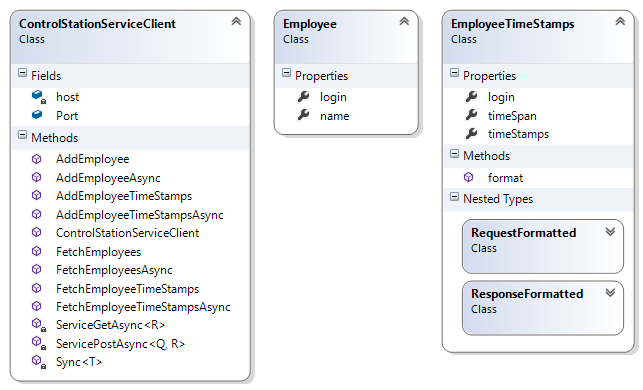 ControlStationServiceClient
Class
Fields
host
Port
Methods
AddEmployee
AddEmployeeAsync
AddEmployeeTimeStamps
AddEmployeeTimeStampsAsync
ControlStationServiceClient
FetchEmployees
FetchEmployeesAsync
FetchEmployeeTimeStamps
FetchEmployeeTimeStampsAsync
ServiceGetAsync<R>
ServicePostAsync<Q, R>
Sync<T>
Employee
Class
Properties
login
name
EmployeeTimeStamps
Class
Properties
login
timeSpan
timeStamps
Methods
format
Nested Types
RequestFormatted
Class
ResponseFormatted
Class